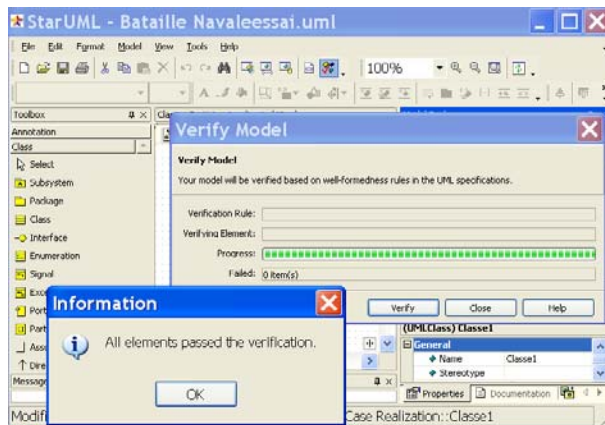 StarUML - Bataille Navaleessai.uml
File Edit Format Model View Tools Help
100%
Toolbox
Annotation
Class
Select
Subsystem
Package
Class
Interface
Enumeration
Signal
Port
Verify Model
Verify Model
Your model will be verified based on well-formedness rules in the UML specifications.
Verification Rule:
Verifying Element:
Progress:
Failed: 0 item(s)
Verify Close Help
Information
All elements passed the verification.
OK
(UMLClass) Classe1
General
Name Classe1
Stereotype
Properties Documentation
Message
Case Realization::Classe1